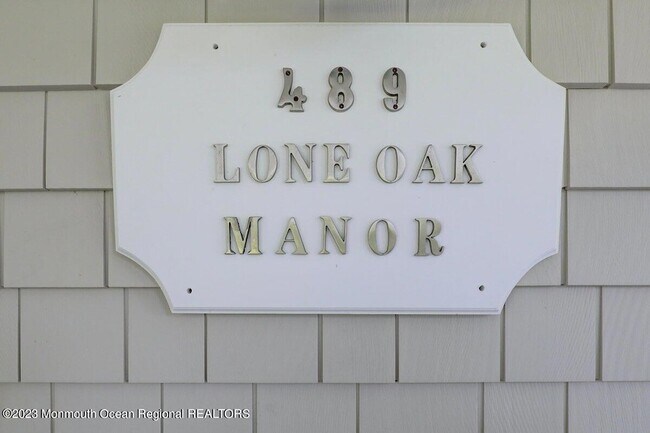 489
LONE OAK
MANOR
©2023 Monmouth Ocean Regional REALTORS